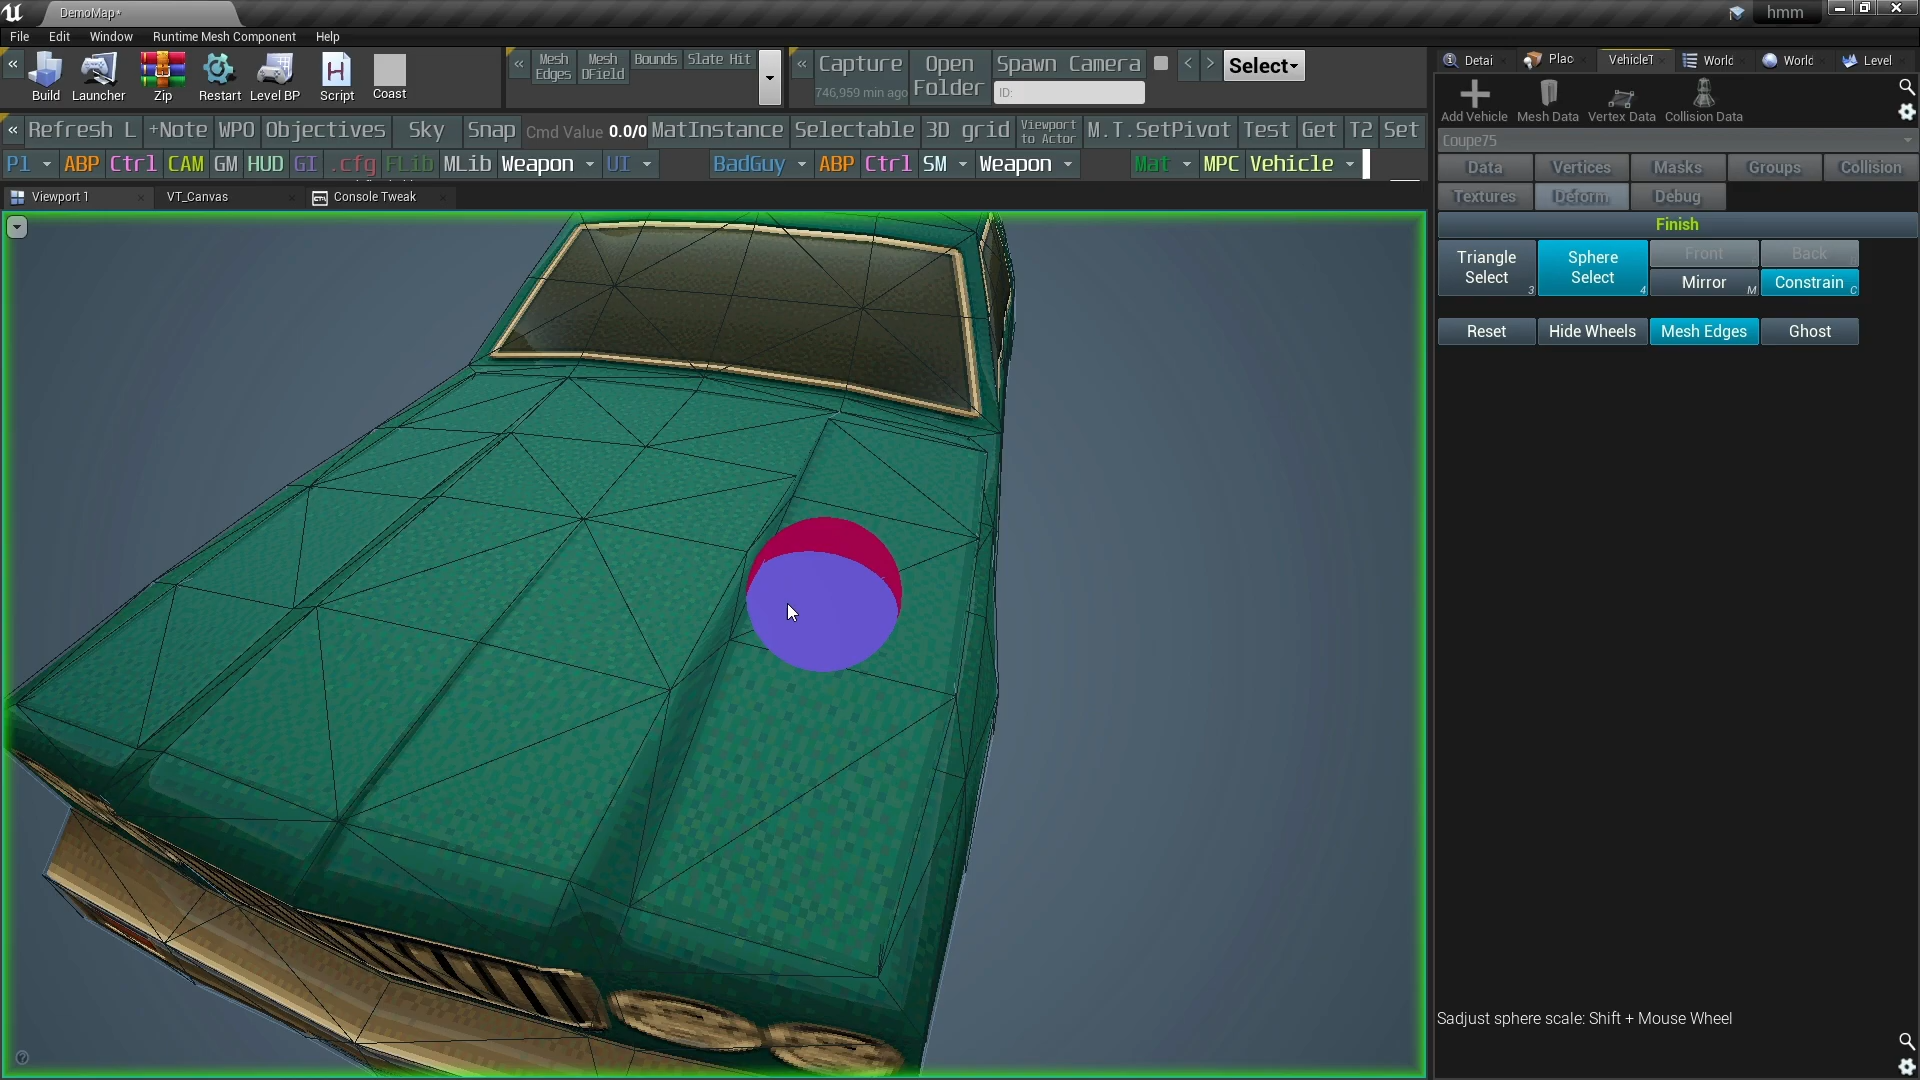 DemoMap*
hmm
File Edit Window Runtime Mesh Component Help
Build Launcher Zip Restart Level BP Script Coast
Mesh Edges Mesh DField Bounds Slate Hit
Capture
746,959 min ago
Open Folder
Spawn Camera
ID:
< > Select
Refresh L +Note WPO Objectives Sky Snap Cmd Value 0.0/0 MatInstance Selectable 3D grid Viewport to Actor M.T.SetPivot Test Get T2 Set
Pl ABP Ctrl CAM GM HUD GI .cfg FLib MLib Weapon UI BadGuy ABP Ctrl SM Weapon Mat MPC Vehicle
Viewport 1 VT_Canvas Console Tweak
Detai Plac VehicleT World World Level
Add Vehicle Mesh Data Vertex Data Collision Data
Coupe75
Data Vertices Masks Groups Collision
Textures Deform Debug
Finish
Triangle Select 3
Sphere Select 4
Front Back
Mirror M Constrain C
Reset Hide Wheels Mesh Edges Ghost
Sadjust sphere scale: Shift + Mouse Wheel